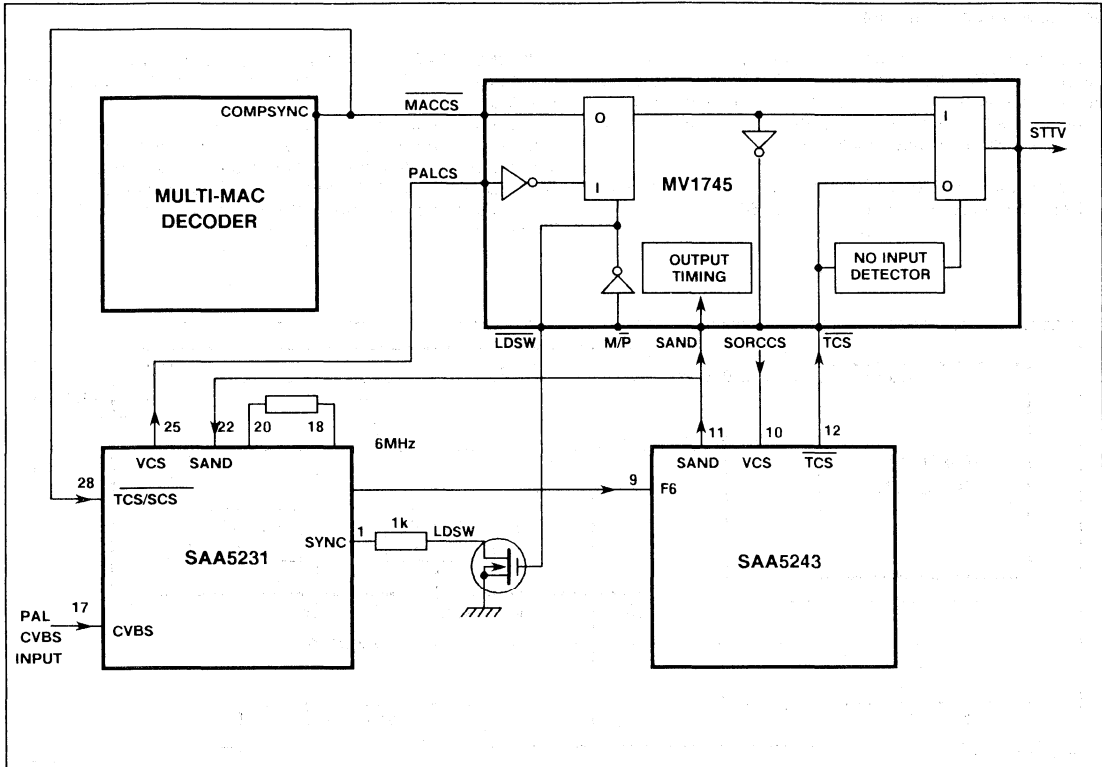 COMPSYNC
MULTI-MAC
DECODER
MACCS
PALCS
O
I
MV1745
I
O
STTV
OUTPUT
TIMING
NO INPUT
DETECTOR
LDSW
M/P
SAND
SORCCS
TCS
25
22
20
18
6MHz
11
10
12
VCS
SAND
SAND
VCS
TCS
28
TCS/SCS
9
F6
SYNC
1
1k
LDSW
SAA5231
SAA5243
17
PAL
CVBS
INPUT
CVBS